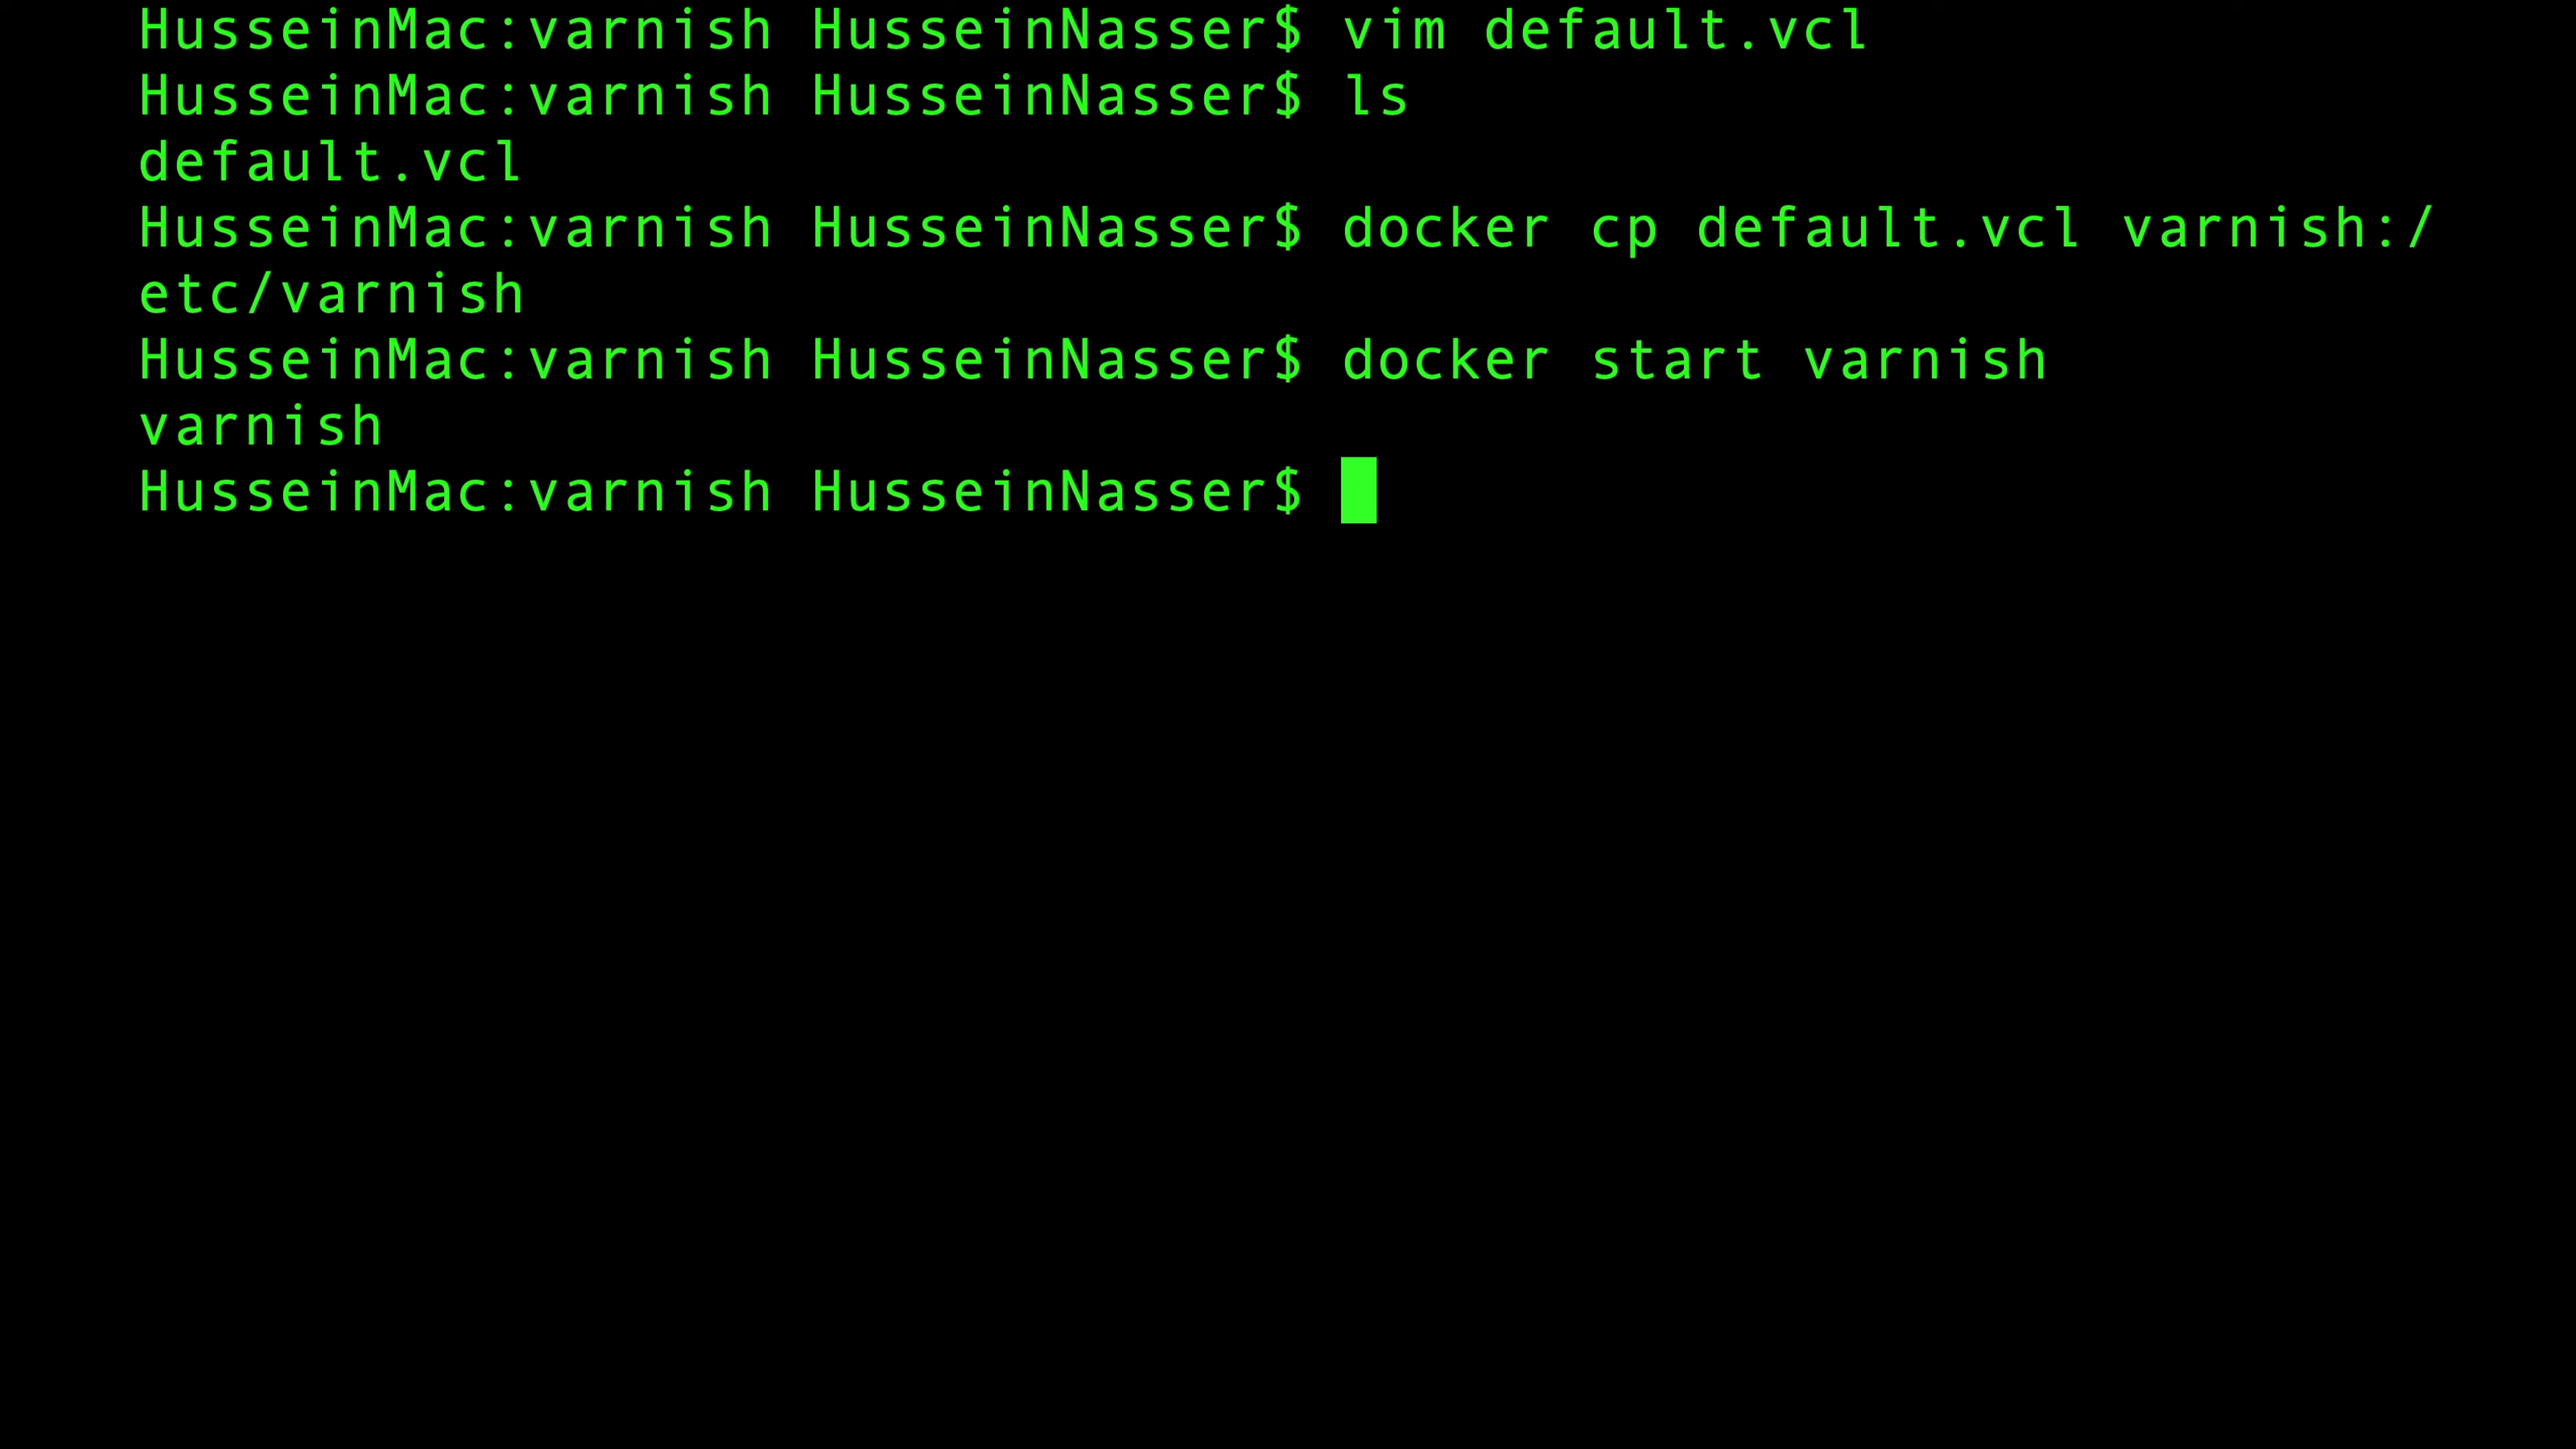 HusseinMac:varnish HusseinNasser$ vim default.vcl
HusseinMac:varnish HusseinNasser$ ls
default.vcl
HusseinMac:varnish HusseinNasser$ docker cp default.vcl varnish:/
etc/varnish
HusseinMac:varnish HusseinNasser$ docker start varnish
varnish
HusseinMac:varnish HusseinNasser$